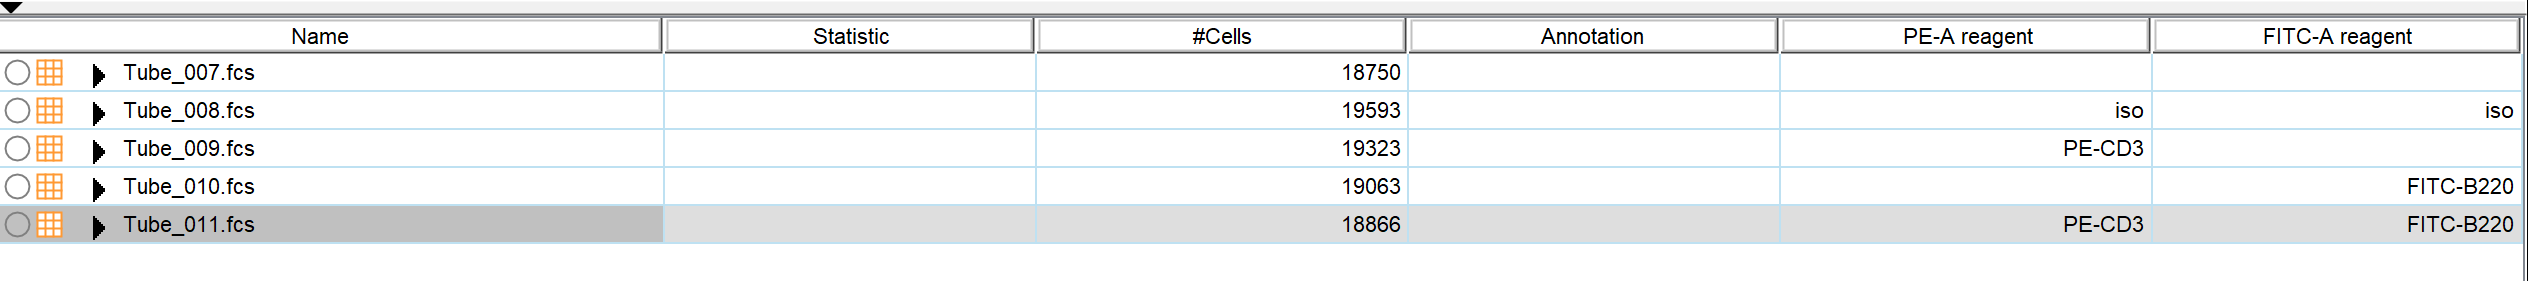 Name Statistic #Cells Annotation PE-A reagent FITC-A reagent
Tube_007.fcs 18750
Tube_008.fcs 19593 iso iso
Tube_009.fcs 19323 PE-CD3
Tube_010.fcs 19063 FITC-B220
Tube_011.fcs 18866 PE-CD3 FITC-B220